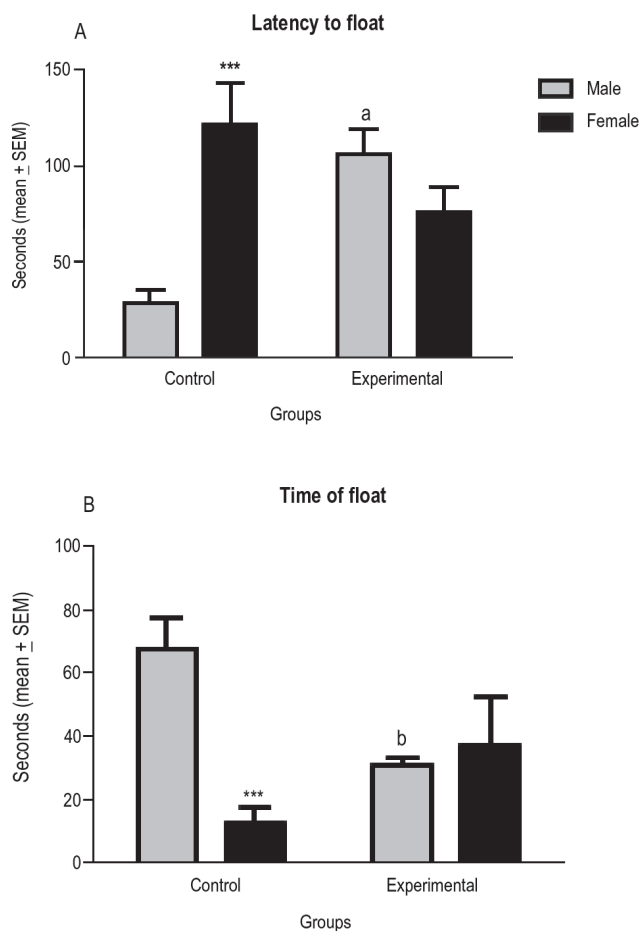 A
Latency to float
Seconds (mean ± SEM)
150
100
50
0
***
a
Male
Female
Control
Experimental
Groups
B
Time of float
Seconds (mean ± SEM)
100
80
60
40
20
0
***
b
Control
Experimental
Groups